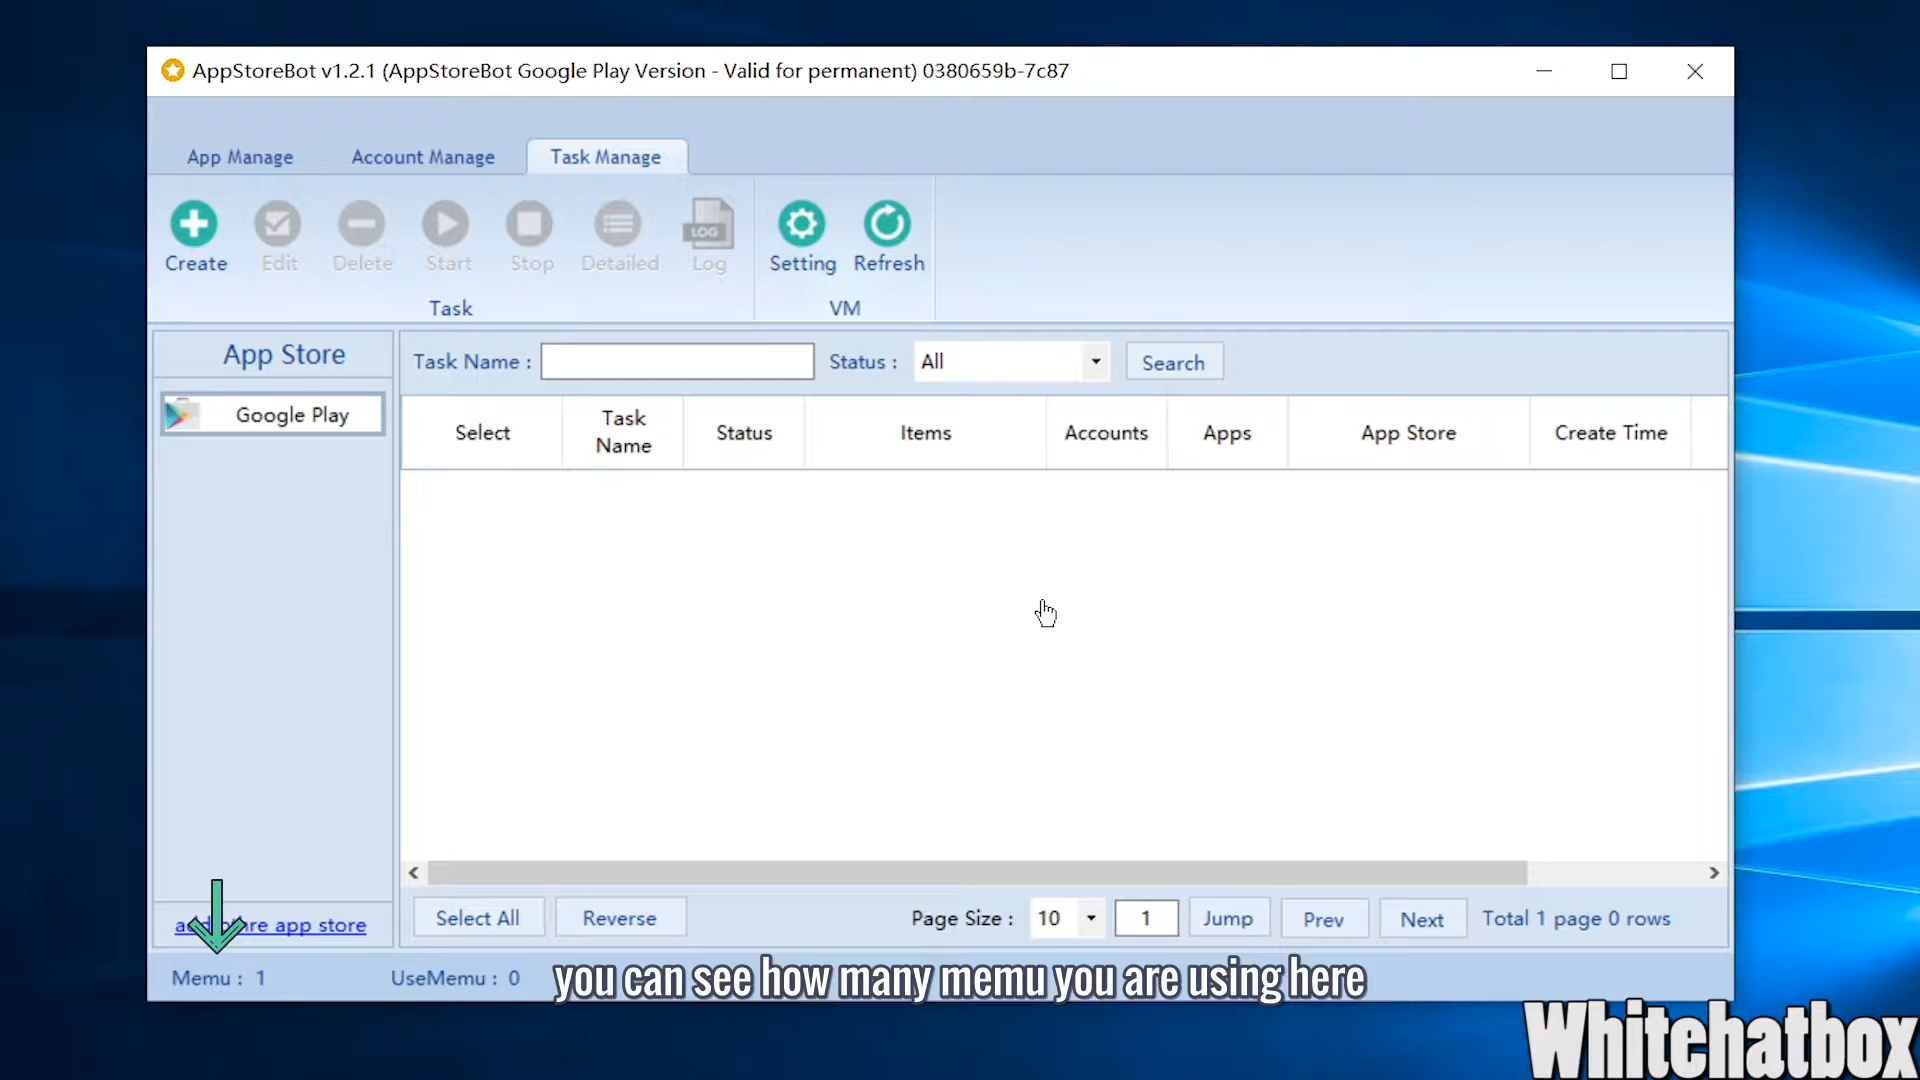 AppStoreBot v1.2.1 (AppStoreBot Google Play Version - Valid for permanent) 0380659b-7c87
App Manage Account Manage Task Manage
LOG
Create Edit Delete Start Stop Detailed Log Setting Refresh
Task VM
App Store
Google Play
Task Name : Status : All Search
Select Task Name Status Items Accounts Apps App Store Create Time
app store
Select All Reverse Page Size : 10 1 Jump Prev Next Total 1 page 0 rows
Memu : 1 UseMemu : 0
you can see how many memu you are using here
Whitehatbox